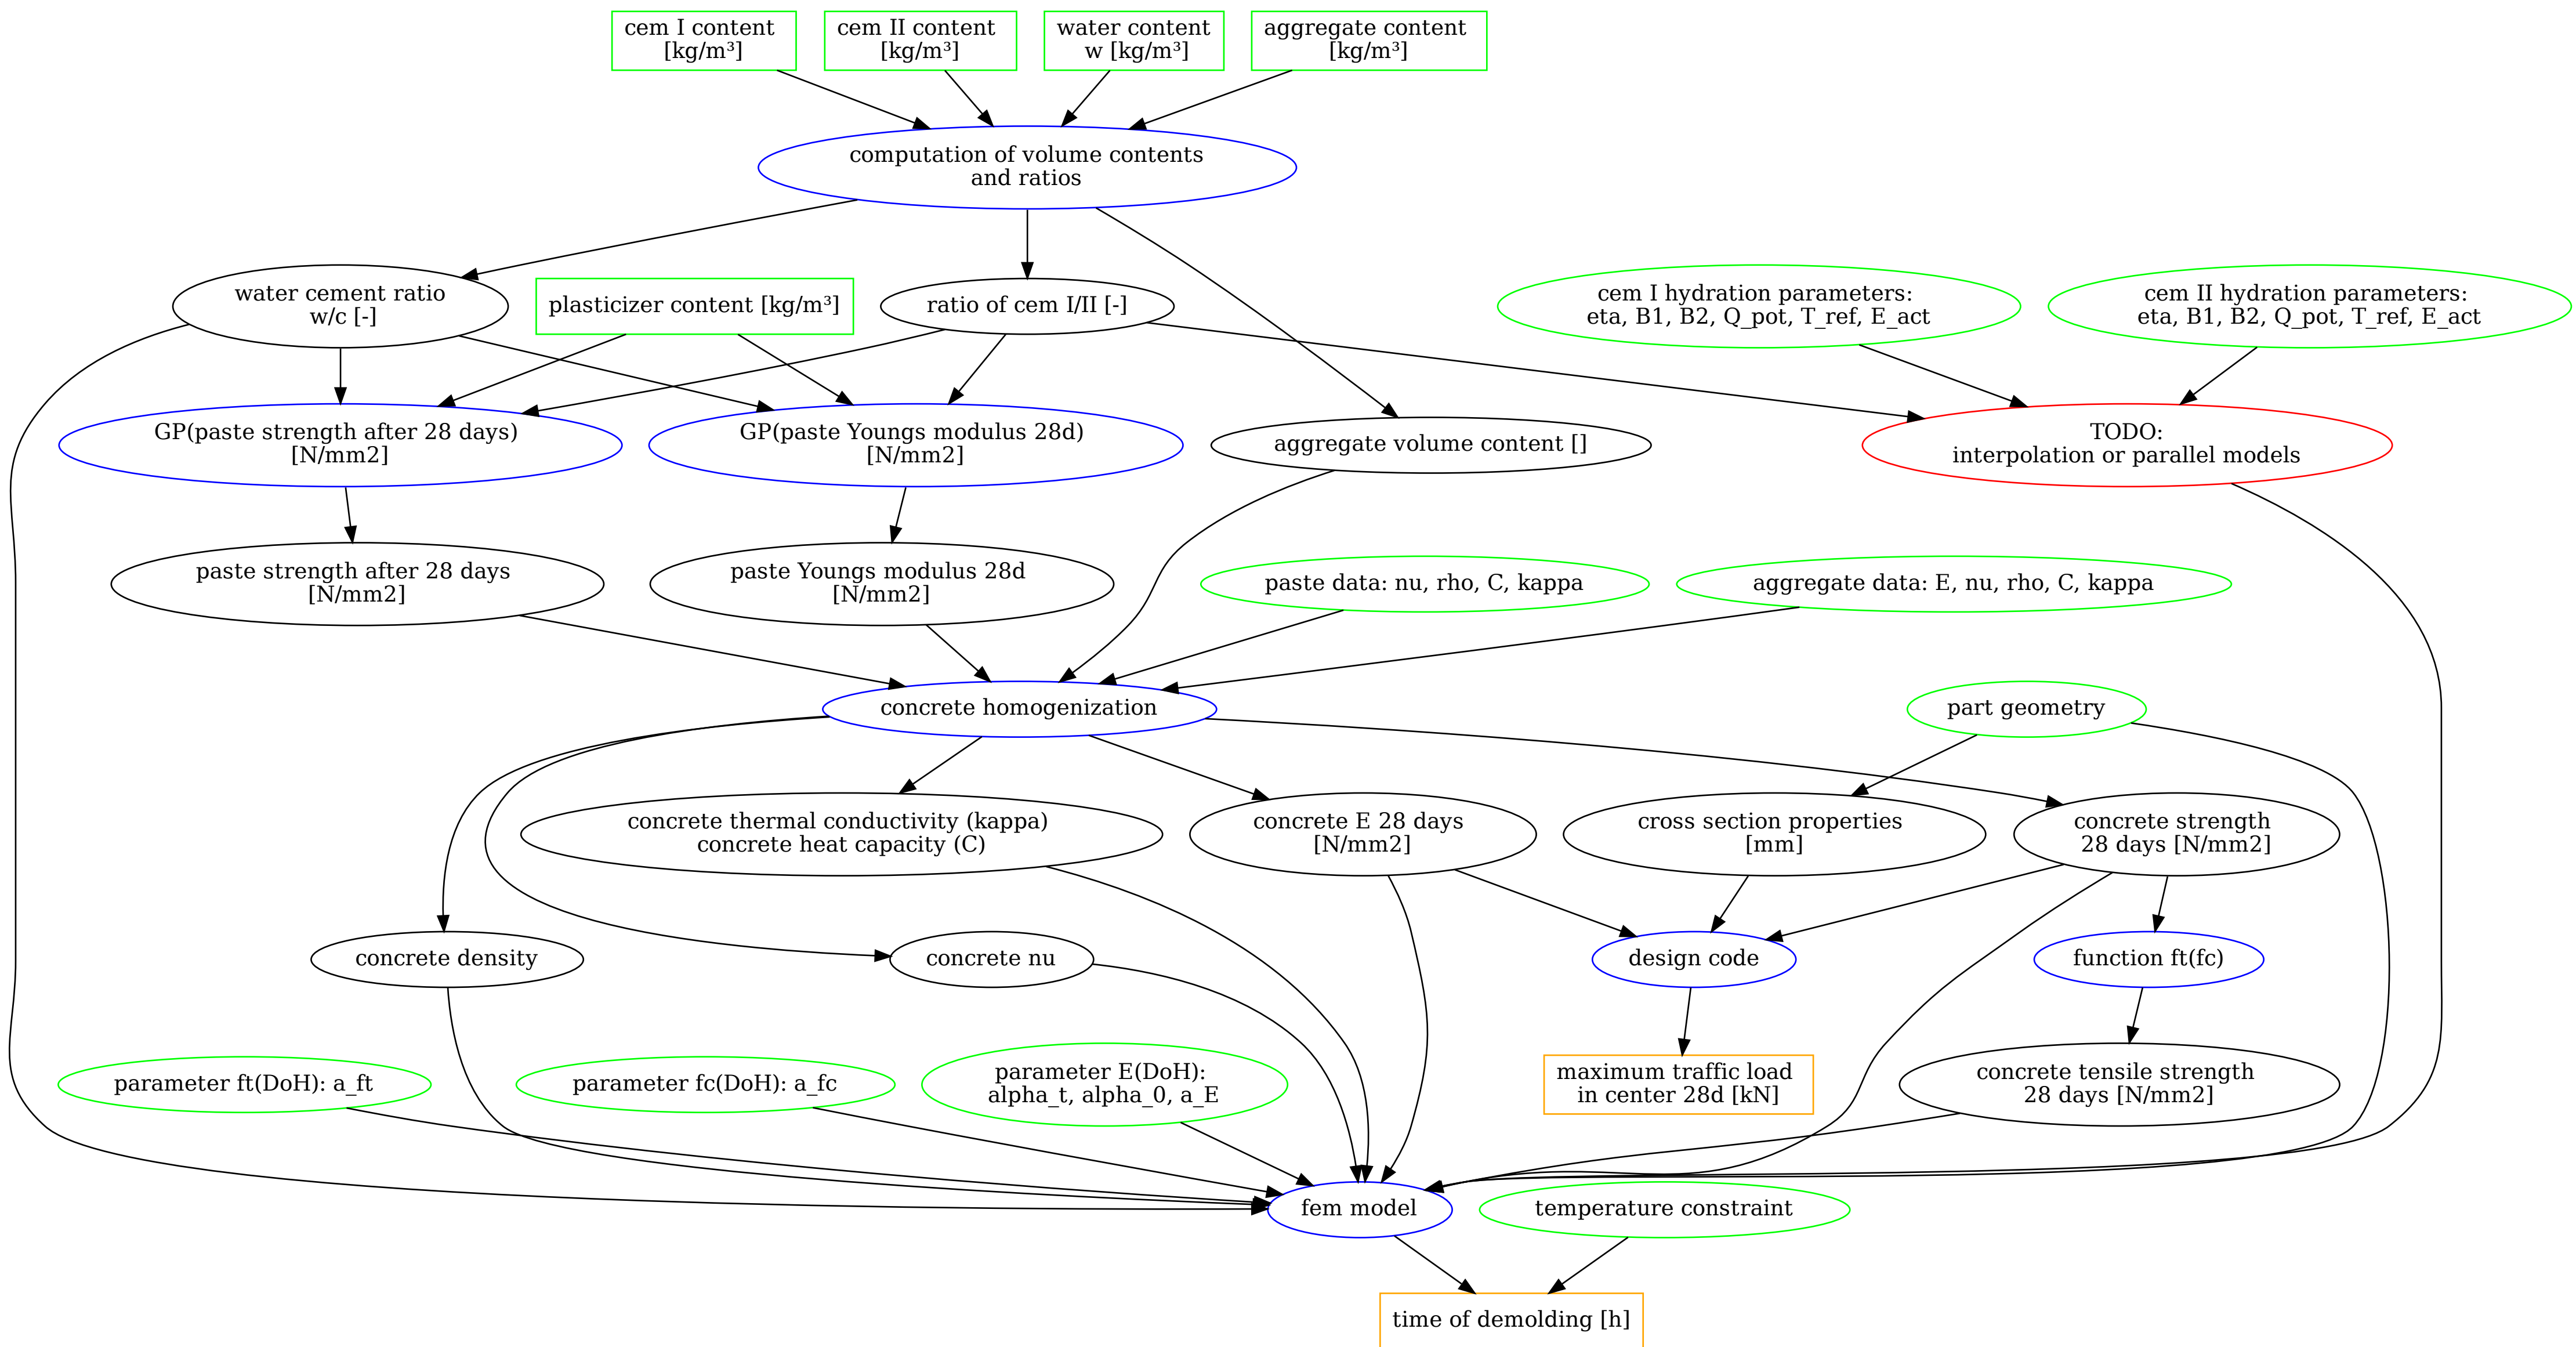 cem I content
[kg/m³]
cem II content
[kg/m³]
water content
w [kg/m³]
aggregate content
[kg/m³]
computation of volume contents
and ratios
water cement ratio
w/c [-]
plasticizer content [kg/m³]
ratio of cem I/II [-]
cem I hydration parameters:
eta, B1, B2, Q_pot, T_ref, E_act
cem II hydration parameters:
eta, B1, B2, Q_pot, T_ref, E_act
GP(paste strength after 28 days)
[N/mm2]
GP(paste Youngs modulus 28d)
[N/mm2]
aggregate volume content []
TODO:
interpolation or parallel models
paste strength after 28 days
[N/mm2]
paste Youngs modulus 28d
[N/mm2]
paste data: nu, rho, C, kappa
aggregate data: E, nu, rho, C, kappa
concrete homogenization
part geometry
concrete thermal conductivity (kappa)
concrete heat capacity (C)
concrete E 28 days
[N/mm2]
cross section properties
[mm]
concrete strength
28 days [N/mm2]
concrete density
concrete nu
design code
function ft(fc)
parameter ft(DoH): a_ft
parameter fc(DoH): a_fc
parameter E(DoH):
alpha_t, alpha_0, a_E
maximum traffic load
in center 28d [kN]
concrete tensile strength
28 days [N/mm2]
fem model
temperature constraint
time of demolding [h]